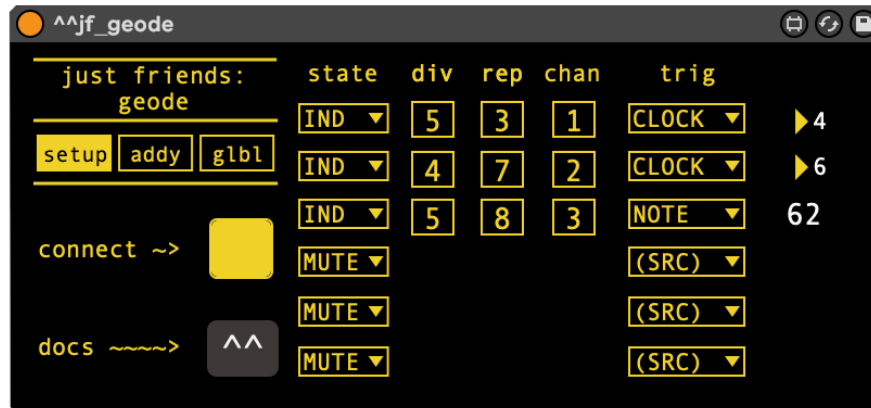 ^^jf_geode
just friends:
geode
setup addy glbl
connect ~>
docs ~~~~>
^^
state div rep chan trig
IND 5 3 1 CLOCK 4
IND 4 7 2 CLOCK 6
IND 5 8 3 NOTE 62
MUTE (SRC)
MUTE (SRC)
MUTE (SRC)